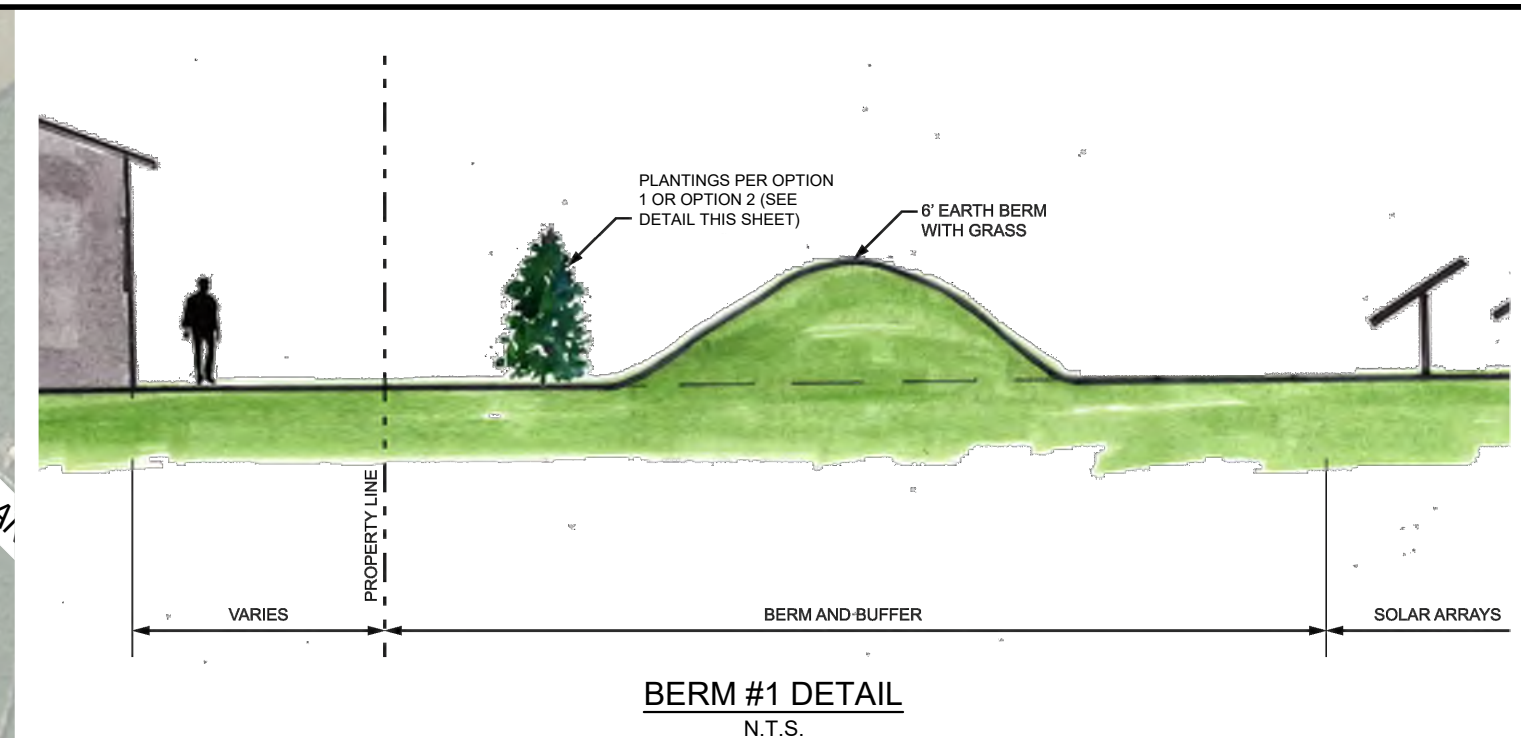 PLANTINGS PER OPTION
1 OR OPTION 2 (SEE
DETAIL THIS SHEET)
6' EARTH BERM
WITH GRASS
PROPERTY LINE
VARIES
BERM AND BUFFER
SOLAR ARRAYS
BERM #1 DETAIL
N.T.S.